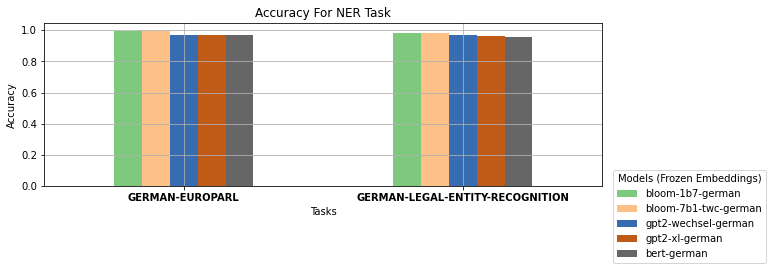 Accuracy For NER Task
1.0
0.8
0.6
0.4
0.2
0.0
Accuracy
GERMAN-EUROPARL
GERMAN-LEGAL-ENTITY-RECOGNITION
Tasks
Models (Frozen Embeddings)
bloom-1b7-german
bloom-7b1-twc-german
gpt2-wechsel-german
gpt2-xl-german
bert-german